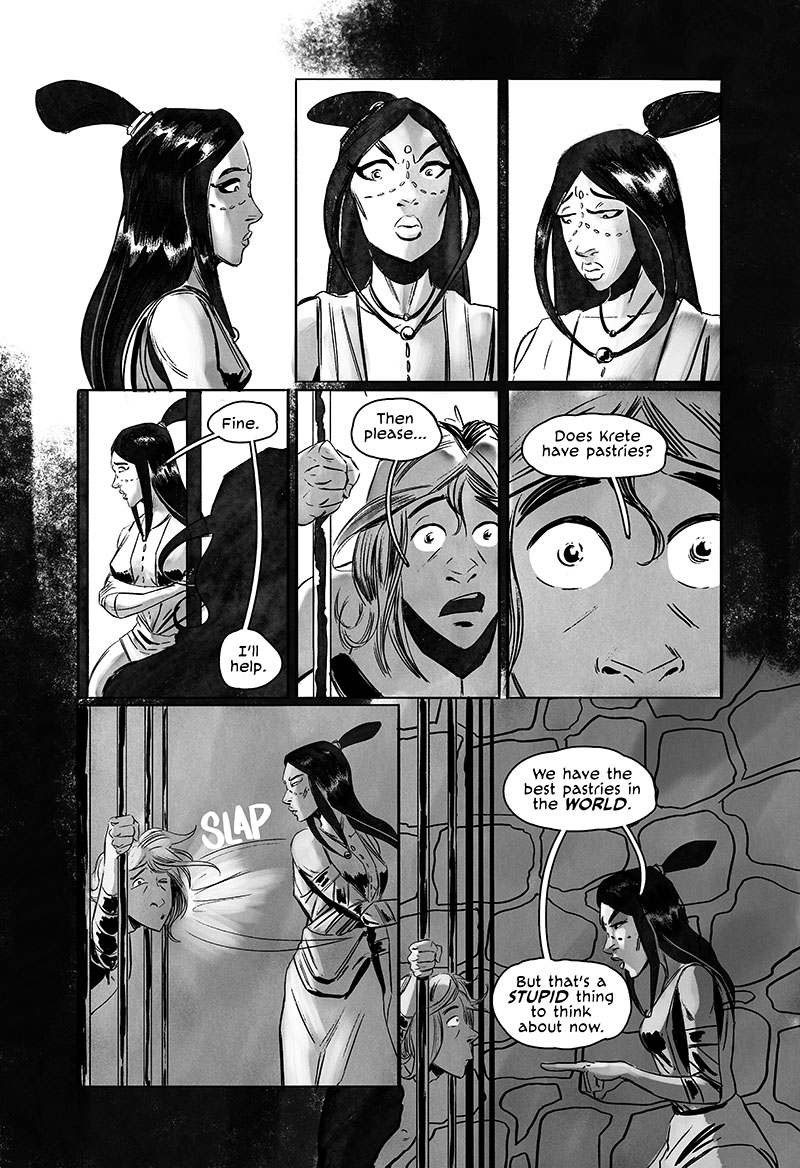 Fine.
I'll
help.
Then
please...
Does Krete
have pastries?
SLAP
We have the
best pastries in
the WORLD.
But that's a
STUPID thing
to think
about now.